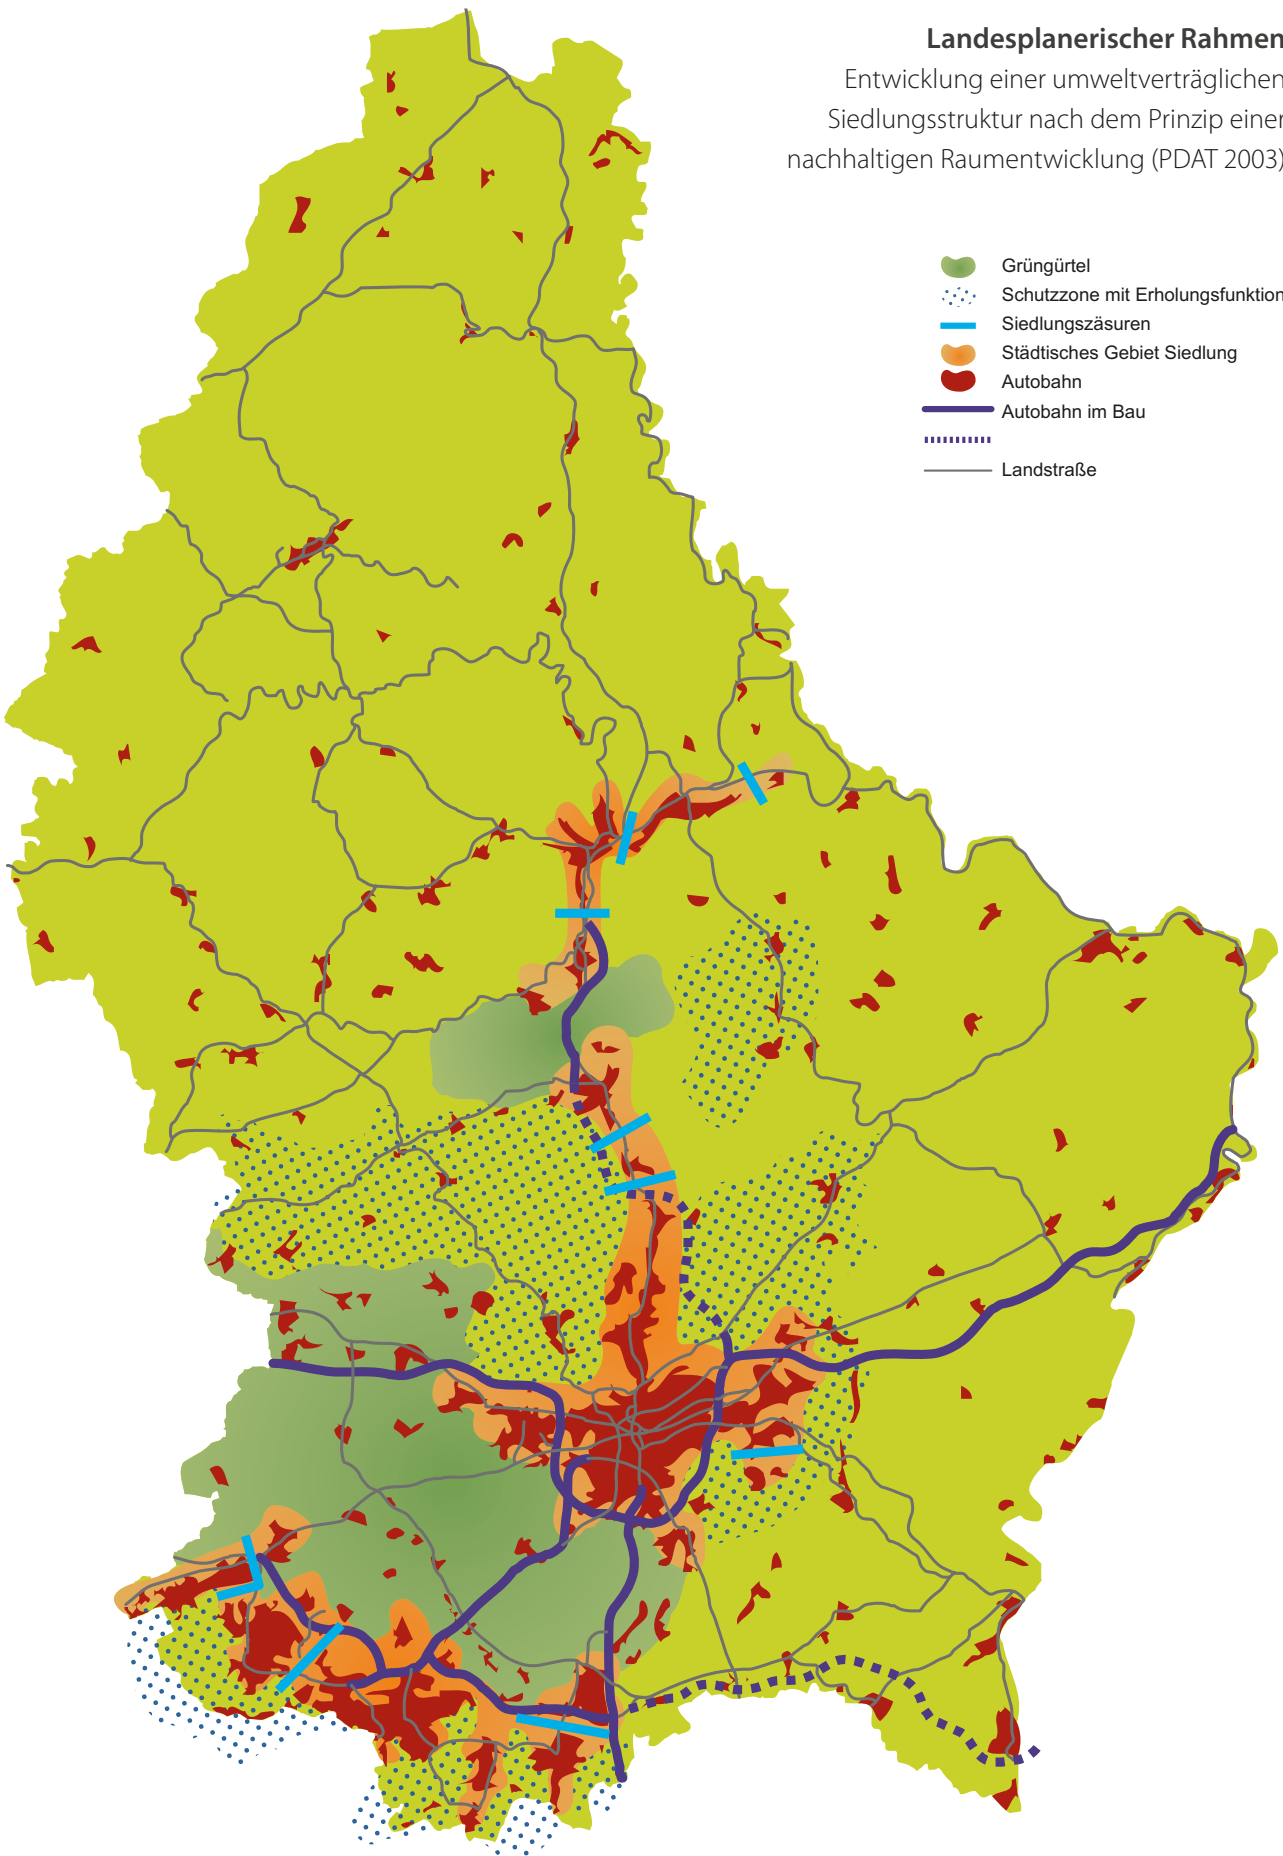 Landesplanerischer Rahmen
Entwicklung einer umweltverträglichen
Siedlungsstruktur nach dem Prinzip einer
nachhaltigen Raumentwicklung (PDAT 2003)
Grüngürtel
Schutzzone mit Erholungsfunktion
Siedlungszäsuren
Städtisches Gebiet Siedlung
Autobahn
Autobahn im Bau
Landstraße